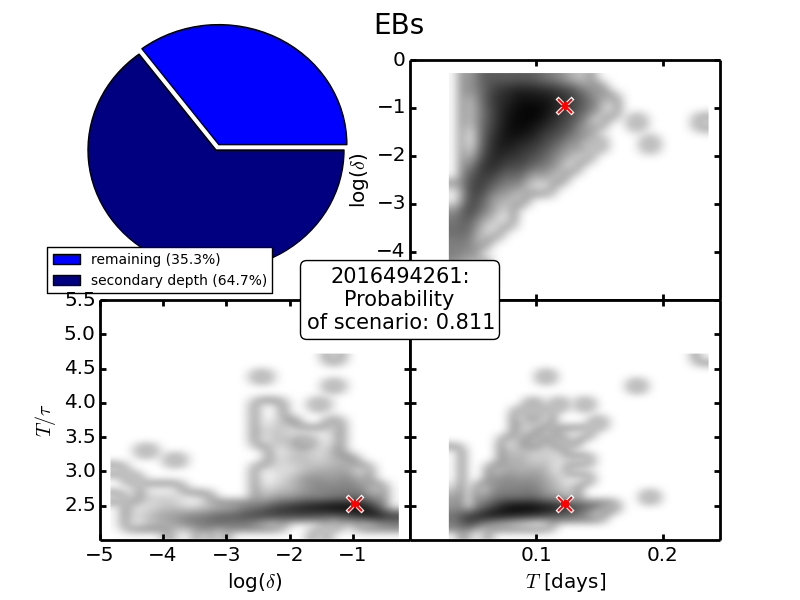 EBs
0
−1
−2
−3
−4
log(δ)
remaining (35.3%)
secondary depth (64.7%)
2016494261:
Probability
of scenario: 0.811
5.5
5.0
4.5
4.0
3.5
3.0
2.5
T/τ
−5 −4 −3 −2 −1
log(δ)
0.1 0.2
T [days]